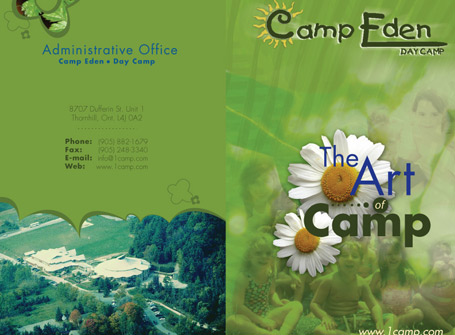 Administrative Office
Camp Eden • Day Camp
8707 Dufferin St. Unit 1
Thornhill, Ont. L4J 0A2
Phone: (905) 882-1679
Fax: (905) 248-3340
E-mail: info@1camp.com
Web: www.1camp.com
Camp Eden
DAY CAMP
The Art
of
Camp
www.1camp.com